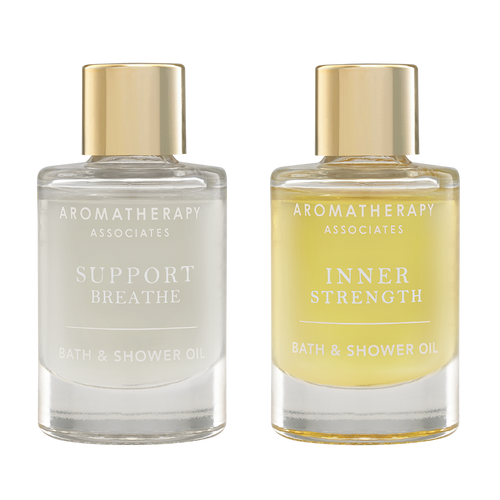 AROMATHERAPY
ASSOCIATES
SUPPORT
BREATHE
BATH & SHOWER OIL
AROMATHERAPY
ASSOCIATES
INNER
STRENGTH
BATH & SHOWER OIL